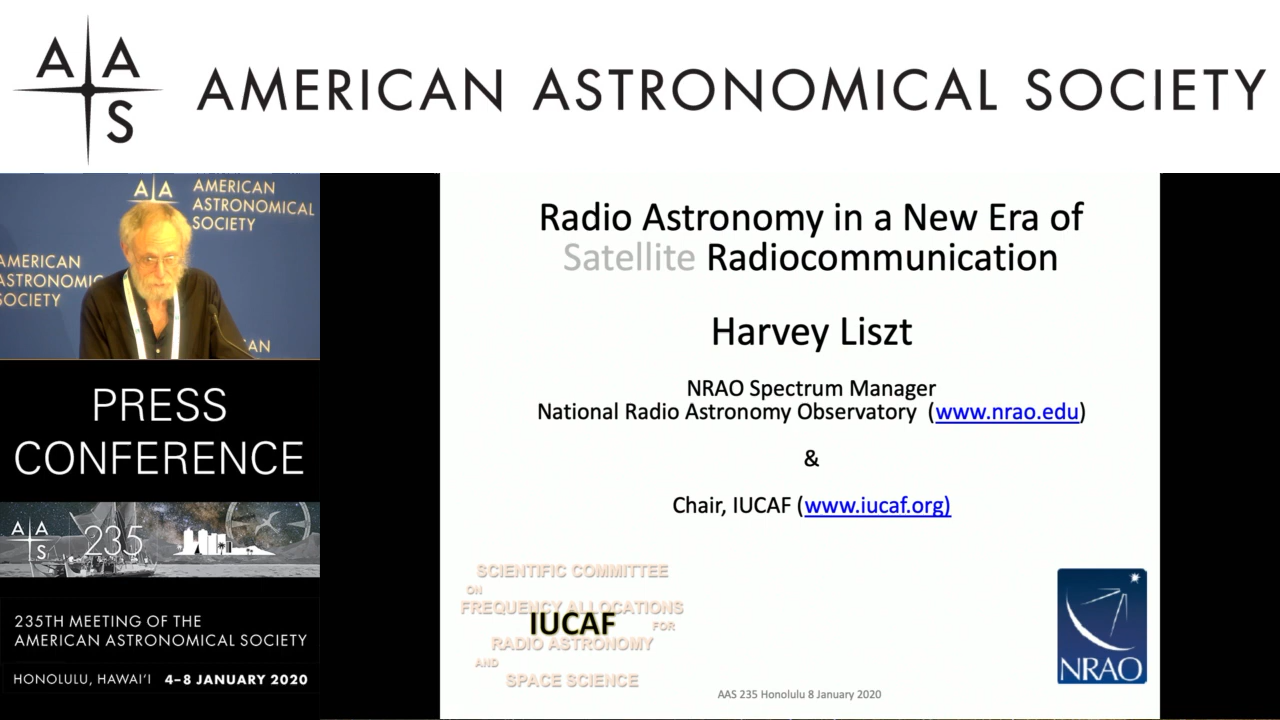 A A
S
AMERICAN ASTRONOMICAL SOCIETY
A A
AMERICAN
ASTRONOMICAL
SOCIETY
AMERICAN
ASTRONOMIC
SOCIETY
AN
PRESS
CONFERENCE
A A
S
235
235TH MEETING OF THE
AMERICAN ASTRONOMICAL SOCIETY
HONOLULU, HAWAI‘I 4–8 JANUARY 2020
Radio Astronomy in a New Era of
Satellite Radiocommunication
Harvey Liszt
NRAO Spectrum Manager
National Radio Astronomy Observatory (www.nrao.edu)
&
Chair, IUCAF (www.iucaf.org)
SCIENTIFIC COMMITTEE
ON
FREQUENCY ALLOCATIONS
IUCAF
FOR
RADIO ASTRONOMY
AND
SPACE SCIENCE
NRAO
AAS 235 Honolulu 8 January 2020